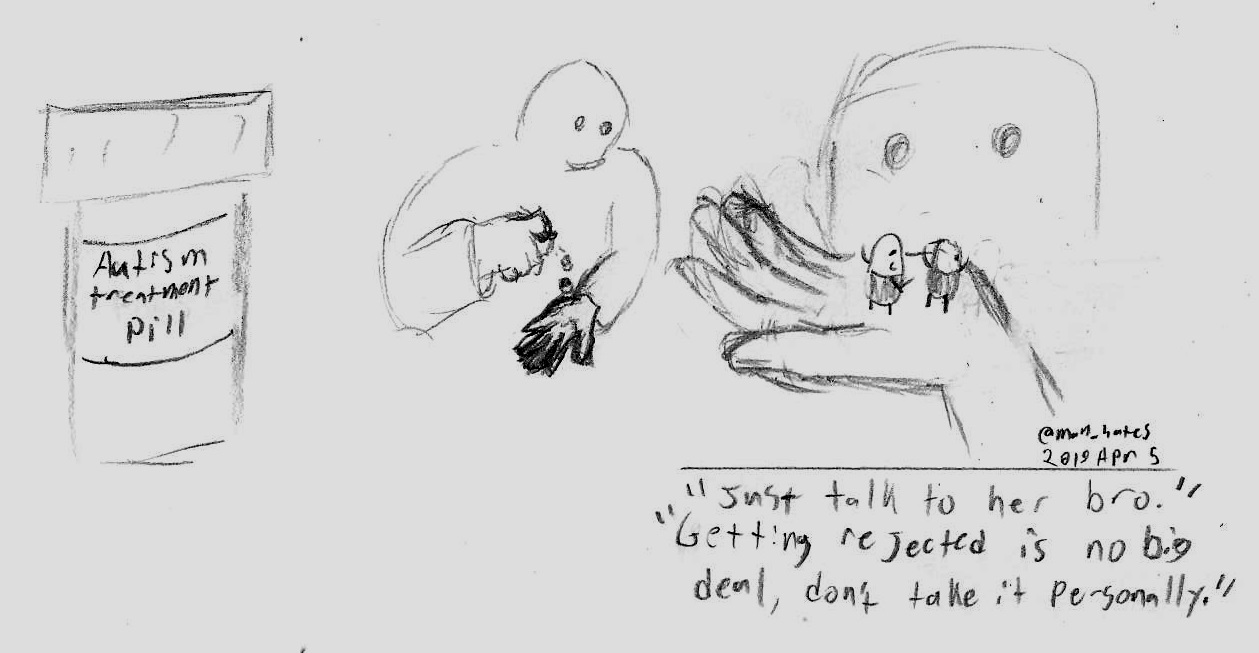 Autism
treatment
pill
2019 Apr 5
"Just talk to her bro."
"Getting rejected is no big
deal, don't take it personally."